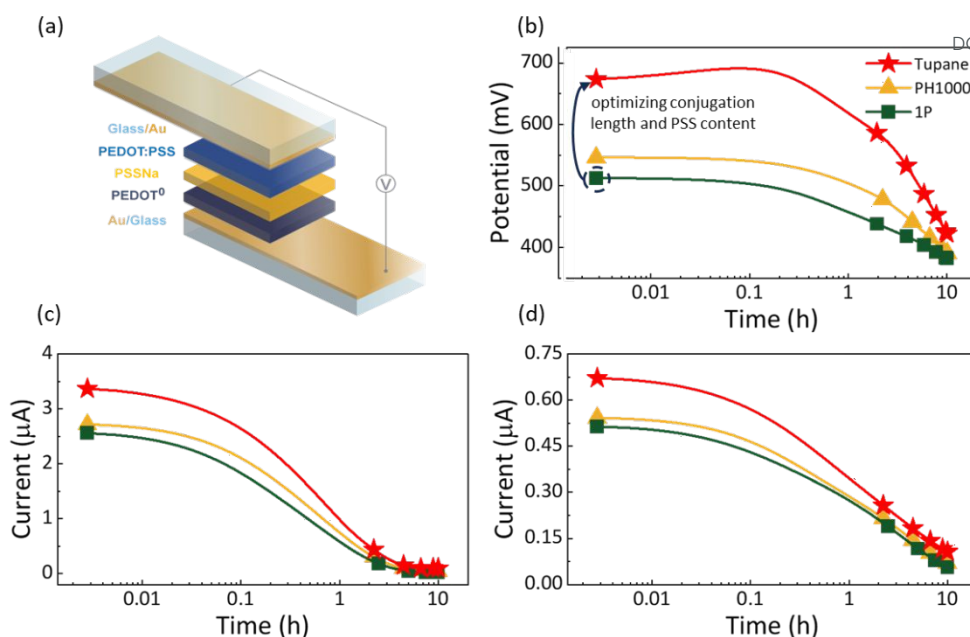 (a)
Glass/Au
PEDOT:PSS
PSSNa
PEDOT⁰
Au/Glass
V
(b)
DO
Potential (mV)
700
600
500
400
optimizing conjugation
length and PSS content
Tupane
PH1000
1P
0.01
0.1
1
10
Time (h)
(c)
Current (μA)
4
3
2
1
0
0.01
0.1
1
10
Time (h)
(d)
Current (μA)
0.75
0.60
0.45
0.30
0.15
0.00
0.01
0.1
1
10
Time (h)